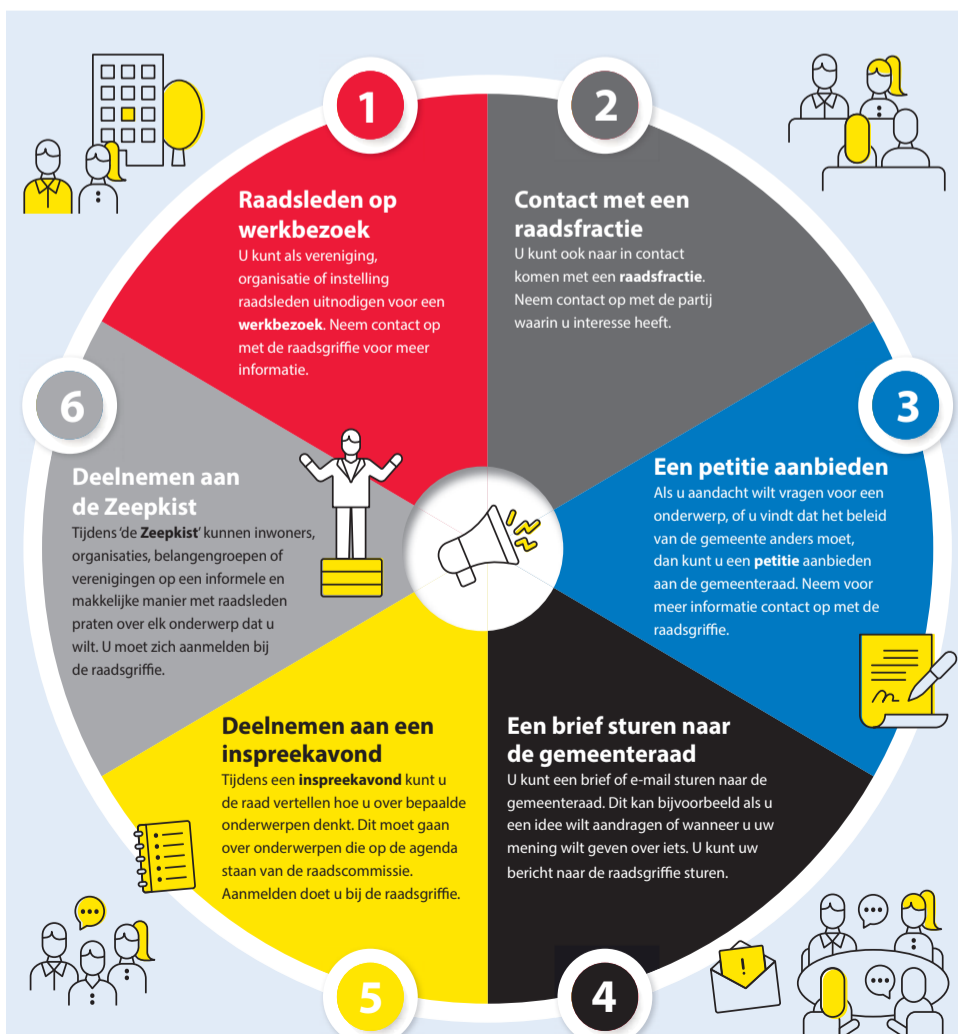 1
Raadsleden op
werkbezoek
U kunt als vereniging,
organisatie of instelling
raadsleden uitnodigen voor een
werkbezoek. Neem contact op
met de raadsgriffie voor meer
informatie.
2
Contact met een
raadsfractie
U kunt ook naar in contact
komen met een raadsfractie.
Neem contact op met de partij
waarin u interesse heeft.
3
Een petitie aanbieden
Als u aandacht wilt vragen voor een
onderwerp, of u vindt dat het beleid
van de gemeente anders moet,
dan kunt u een petitie aanbieden
aan de gemeenteraad. Neem voor
meer informatie contact op met de
raadsgriffie.
Een brief sturen naar
de gemeenteraad
U kunt een brief of e-mail sturen naar de
gemeenteraad. Dit kan bijvoorbeeld als u
een idee wilt aandragen of wanneer u uw
mening wilt geven over iets. U kunt uw
bericht naar de raadsgriffie sturen.
4
Deelnemen aan een
inspreekavond
Tijdens een inspreekavond kunt u
de raad vertellen hoe u over bepaalde
onderwerpen denkt. Dit moet gaan
over onderwerpen die op de agenda
staan van de raadscommissie.
Aanmelden doet u bij de raadsgriffie.
5
6
Deelnemen aan
de Zeepkist
Tijdens 'de Zeepkist' kunnen inwoners,
organisaties, belangengroepen of
verenigingen op een informele en
makkelijke manier met raadsleden
praten over elk onderwerp dat u
wilt. U moet zich aanmelden bij
de raadsgriffie.